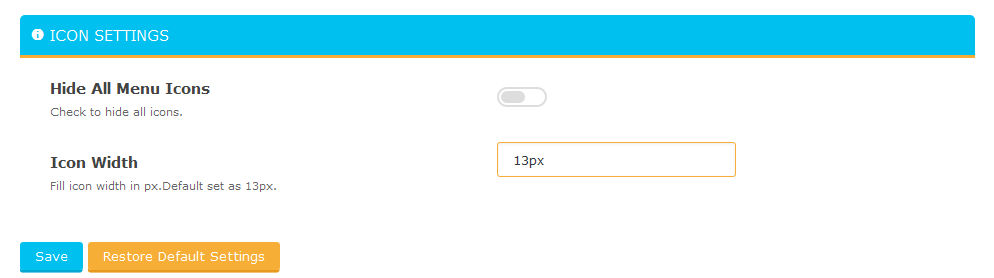 ICON SETTINGS
Hide All Menu Icons
Check to hide all icons.
Icon Width
13px
Fill icon width in px.Default set as 13px.
Save
Restore Default Settings